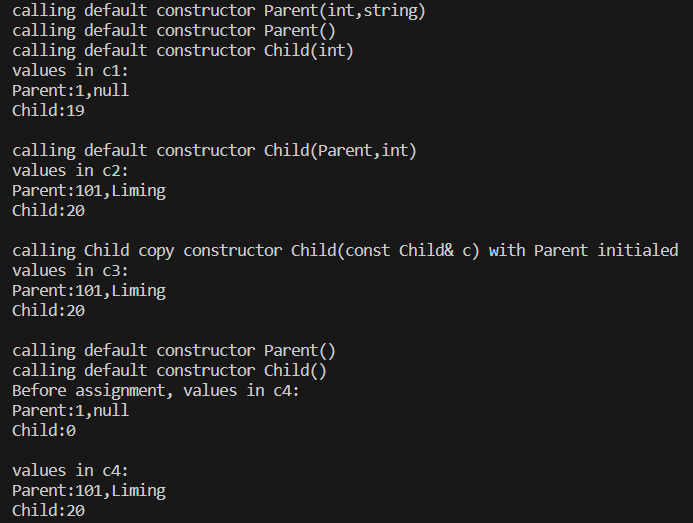 calling default constructor Parent(int,string)
calling default constructor Parent()
calling default constructor Child(int)
values in c1:
Parent:1,null
Child:19
calling default constructor Child(Parent,int)
values in c2:
Parent:101,Liming
Child:20
calling Child copy constructor Child(const Child& c) with Parent initialed
values in c3:
Parent:101,Liming
Child:20
calling default constructor Parent()
calling default constructor Child()
Before assignment, values in c4:
Parent:1,null
Child:0
values in c4:
Parent:101,Liming
Child:20